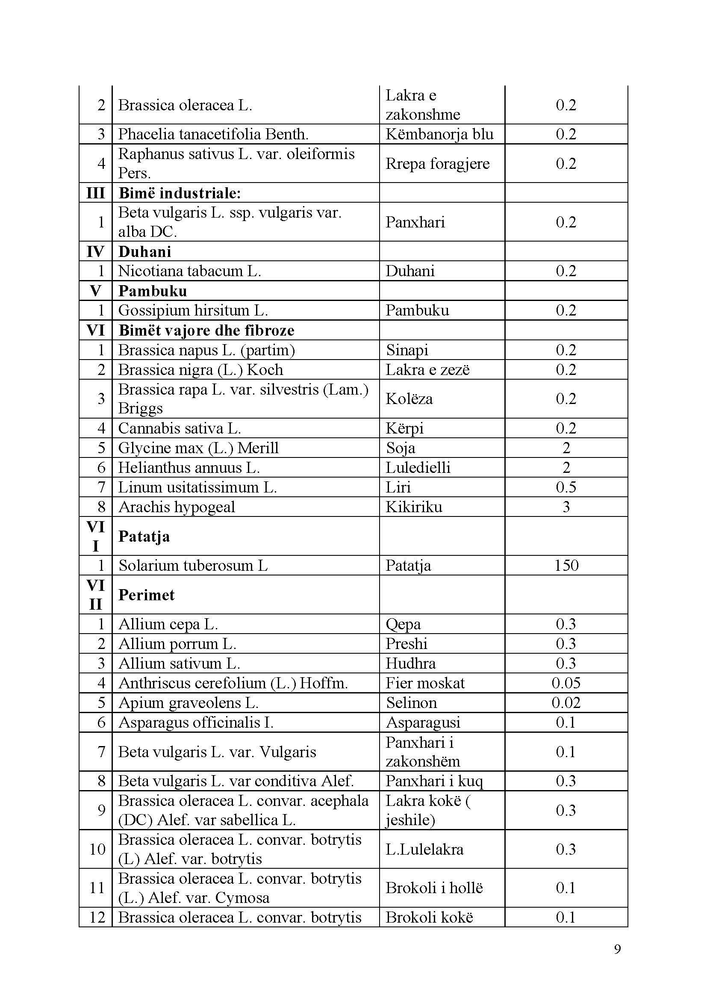 2 Brassica oleracea L. Lakra e zakonshme 0.2
3 Phacelia tanacetifolia Benth. Këmbanorja blu 0.2
4 Raphanus sativus L. var. oleiformis Pers. Rrepa foragjere 0.2
III Bimë industriale:
1 Beta vulgaris L. ssp. vulgaris var. alba DC. Panxhari 0.2
IV Duhani
1 Nicotiana tabacum L. Duhani 0.2
V Pambuku
1 Gossipium hirsitum L. Pambuku 0.2
VI Bimët vajore dhe fibroze
1 Brassica napus L. (partim) Sinapi 0.2
2 Brassica nigra (L.) Koch Lakra e zezë 0.2
3 Brassica rapa L. var. silvestris (Lam.) Briggs Kolëza 0.2
4 Cannabis sativa L. Kërpi 0.2
5 Glycine max (L.) Merill Soja 2
6 Helianthus annuus L. Luledielli 2
7 Linum usitatissimum L. Liri 0.5
8 Arachis hypogeal Kikiriku 3
VII Patatja
1 Solarium tuberosum L Patatja 150
VIII Perimet
1 Allium cepa L. Qepa 0.3
2 Allium porrum L. Preshi 0.3
3 Allium sativum L. Hudhra 0.3
4 Anthriscus cerefolium (L.) Hoffm. Fier moskat 0.05
5 Apium graveolens L. Selinon 0.02
6 Asparagus officinalis I. Asparagusi 0.1
7 Beta vulgaris L. var. Vulgaris Panxhari i zakonshëm 0.1
8 Beta vulgaris L. var conditiva Alef. Panxhari i kuq 0.3
9 Brassica oleracea L. convar. acephala (DC) Alef. var sabellica L. Lakra kokë ( jeshile) 0.3
10 Brassica oleracea L. convar. botrytis (L) Alef. var. botrytis L.Lulelakra 0.3
11 Brassica oleracea L. convar. botrytis (L.) Alef. var. Cymosa Brokoli i hollë 0.1
12 Brassica oleracea L. convar. botrytis Brokoli kokë 0.1
9